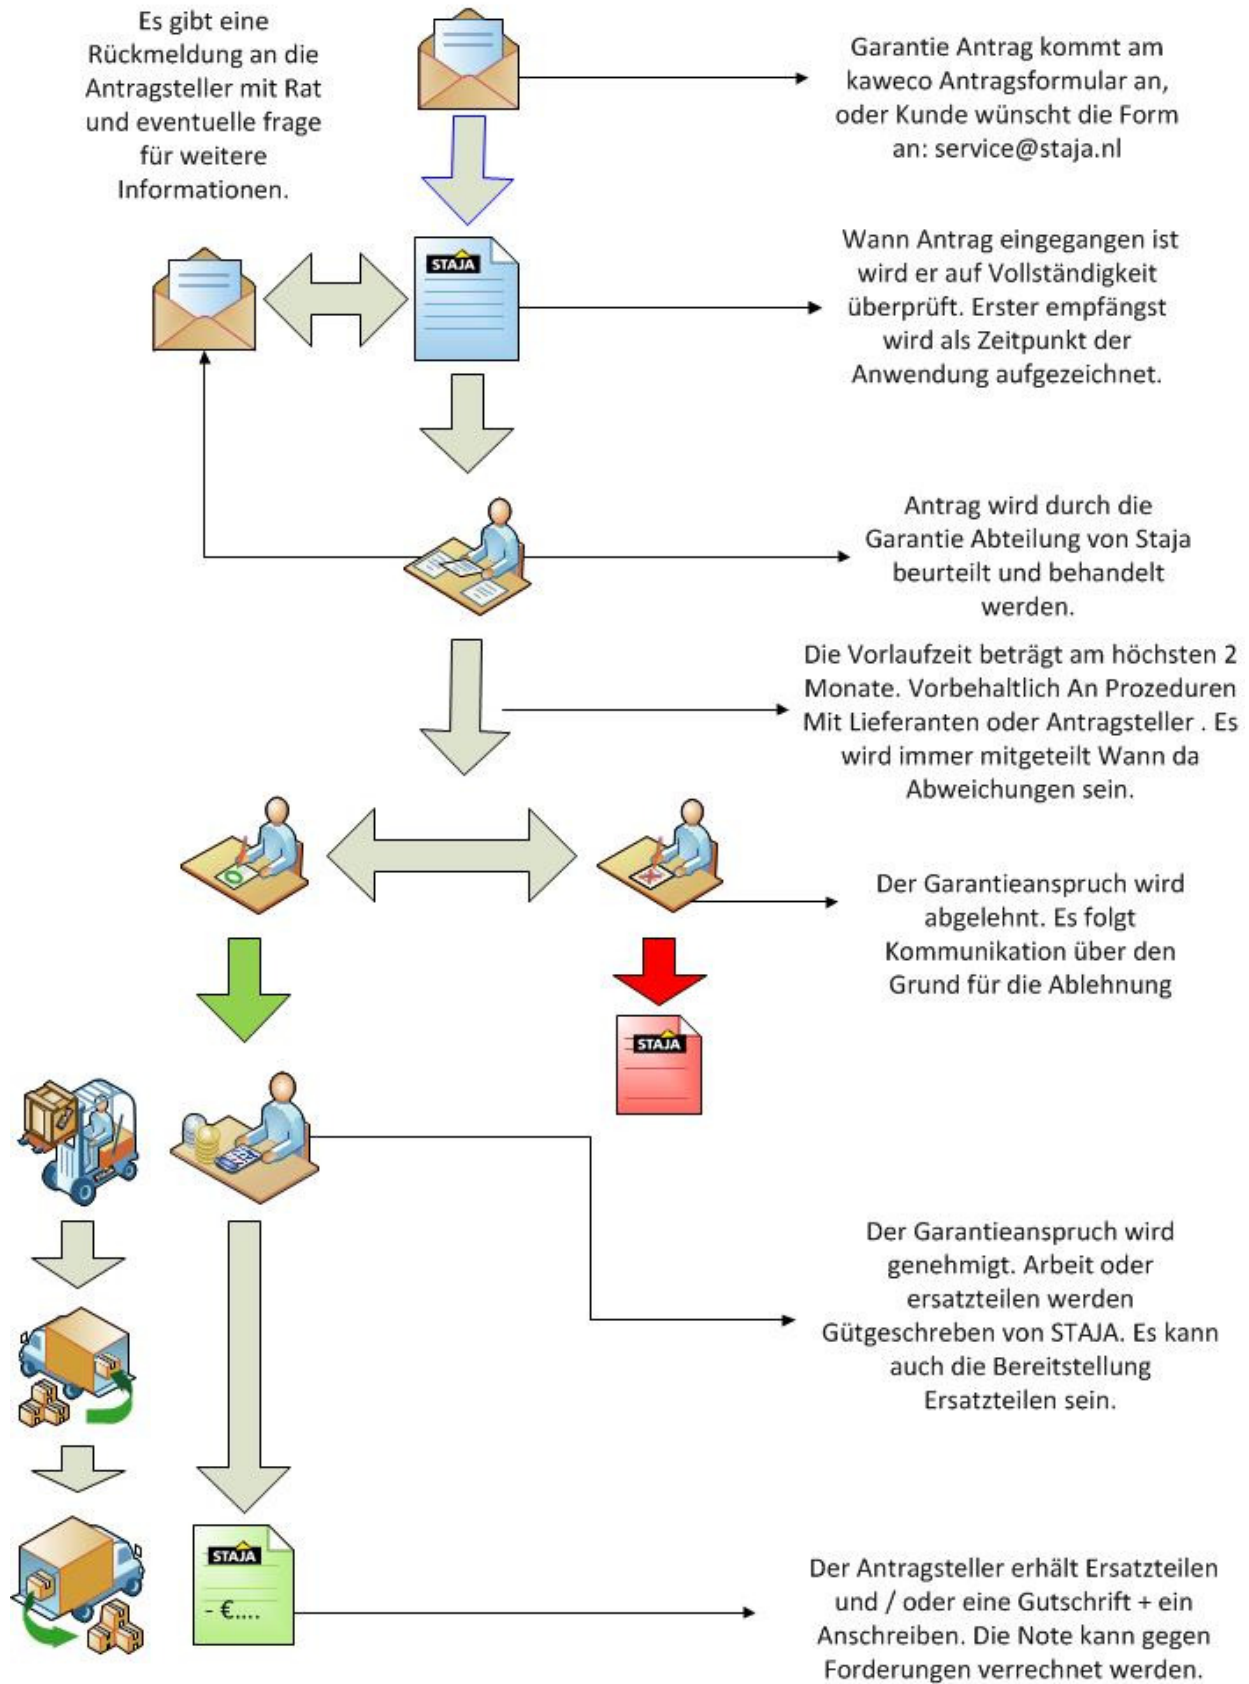 Es gibt eine
Rückmeldung an die
Antragsteller mit Rat
und eventuelle frage
für weitere
Informationen.
Garantie Antrag kommt am
kaweco Antragsformular an,
oder Kunde wünscht die Form
an: service@staja.nl
STAJA
Wann Antrag eingegangen ist
wird er auf Vollständigkeit
überprüft. Erster empfängst
wird als Zeitpunkt der
Anwendung aufgezeichnet.
Antrag wird durch die
Garantie Abteilung von Staja
beurteilt und behandelt
werden.
Die Vorlaufzeit beträgt am höchsten 2
Monate. Vorbehaltlich An Prozeduren
Mit Lieferanten oder Antragsteller . Es
wird immer mitgeteilt Wann da
Abweichungen sein.
Der Garantieanspruch wird
abgelehnt. Es folgt
Kommunikation über den
Grund für die Ablehnung
STAJA
Der Garantieanspruch wird
genehmigt. Arbeit oder
ersatzteilen werden
Gütgeschreben von STAJA. Es kann
auch die Bereitstellung
Ersatzteilen sein.
STAJA
- €....
Der Antragsteller erhält Ersatzteilen
und / oder eine Gutschrift + ein
Anschreiben. Die Note kann gegen
Forderungen verrechnet werden.